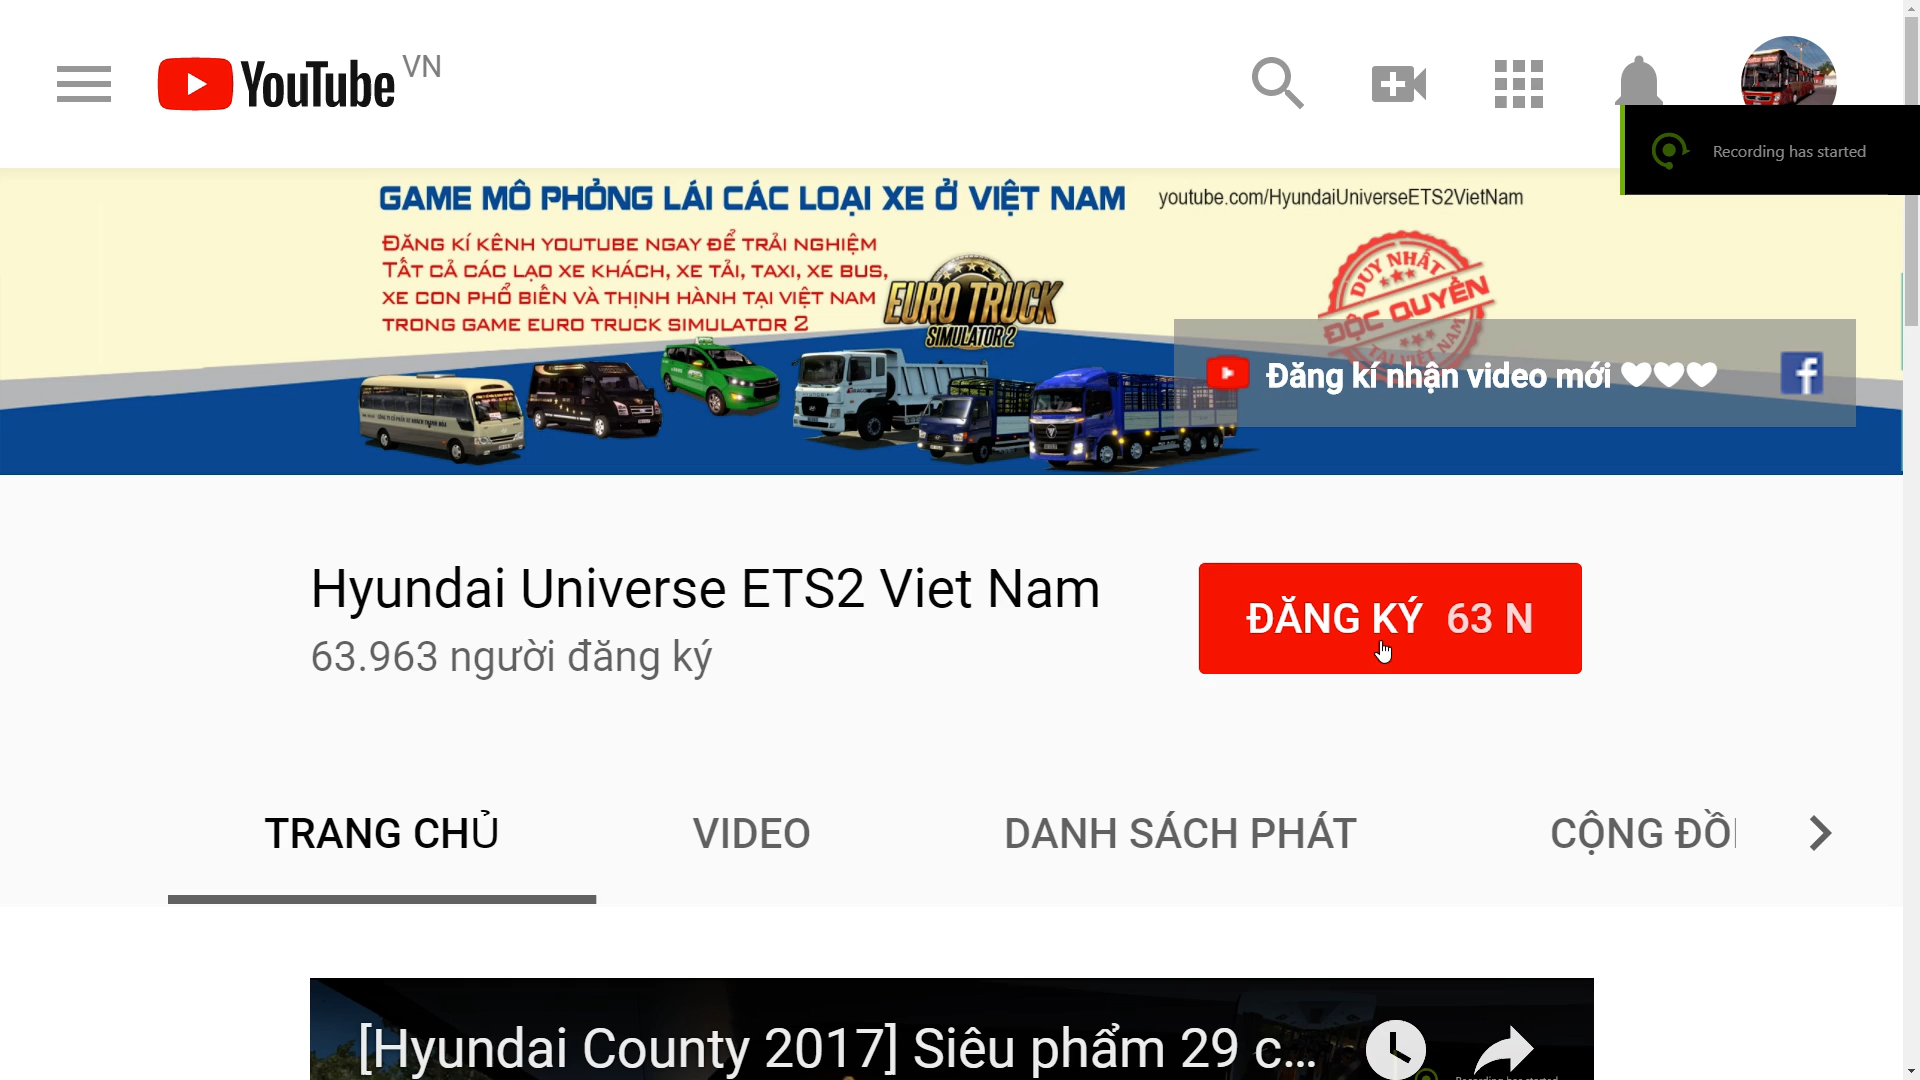 YouTube VN
Recording has started
GAME MÔ PHỎNG LÁI CÁC LOẠI XE Ở VIỆT NAM
youtube.com/HyundaiUniverseETS2VietNam
ĐĂNG KÍ KÊNH YOUTUBE NGAY ĐỂ TRẢI NGHIỆM
TẤT CẢ CÁC LẠO XE KHÁCH, XE TẢI, TAXI, XE BUS,
XE CON PHỔ BIẾN VÀ THỊNH HÀNH TẠI VIỆT NAM
TRONG GAME EURO TRUCK SIMULATOR 2
EURO TRUCK
SIMULATOR 2
DUY NHẤT
ĐỘC QUYỀN
TẠI VIỆT NAM
Đăng kí nhận video mới ♥♥♥
Hyundai Universe ETS2 Viet Nam
63.963 người đăng ký
ĐĂNG KÝ 63 N
TRANG CHỦ
VIDEO
DANH SÁCH PHÁT
CỘNG ĐỒ
[Hyundai County 2017] Siêu phẩm 29 c...